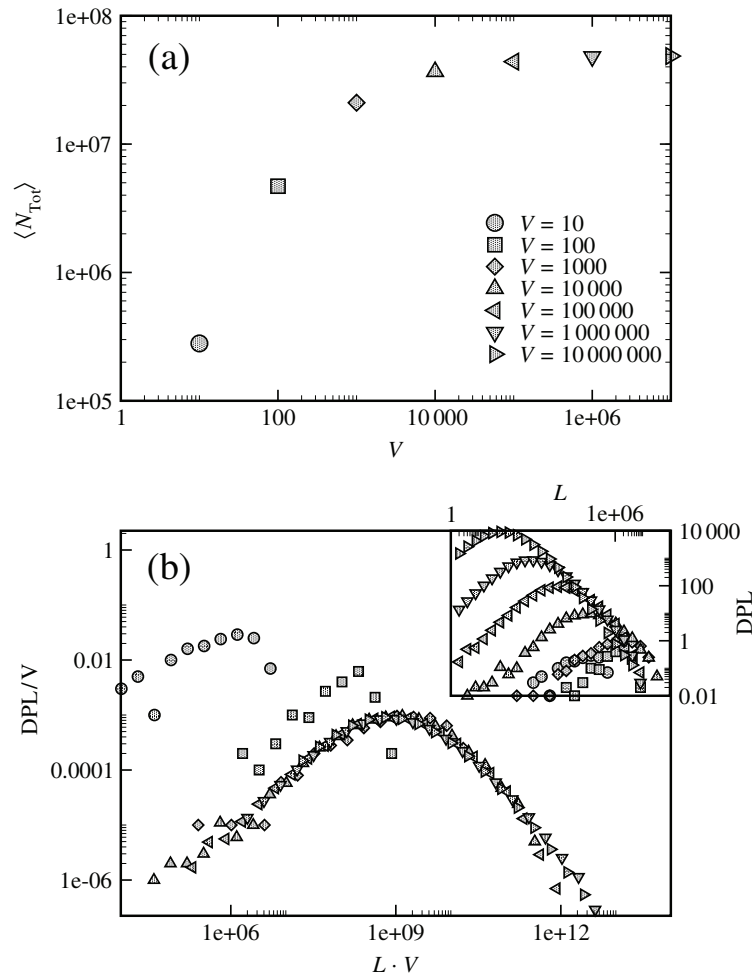 1e+08
(a)
1e+07
⟨N_Tot⟩
V = 10
V = 100
1e+06
V = 1000
V = 10 000
V = 100 000
V = 1 000 000
V = 10 000 000
1e+05
1 100 10 000 1e+06
V
L
1 1e+06
1 (b) 10 000
100
DPL
0.01 1
DPL/V
0.01
0.0001
1e-06
1e+06 1e+09 1e+12
L · V